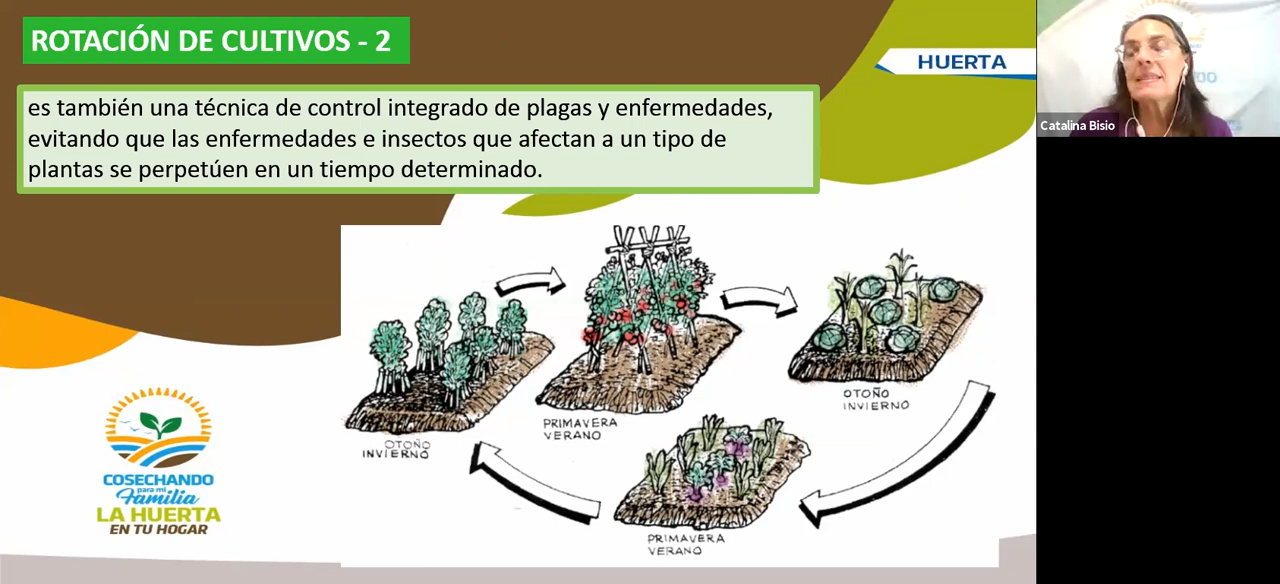 ROTACIÓN DE CULTIVOS - 2
HUERTA
es también una técnica de control integrado de plagas y enfermedades,
evitando que las enfermedades e insectos que afectan a un tipo de
plantas se perpetúen en un tiempo determinado.
Catalina Bisio
OTOÑO
INVIERNO
PRIMAVERA
VERANO
OTOÑO
INVIERNO
PRIMAVERA
VERANO
COSECHANDO
para mi
Familia
LA HUERTA
EN TU HOGAR